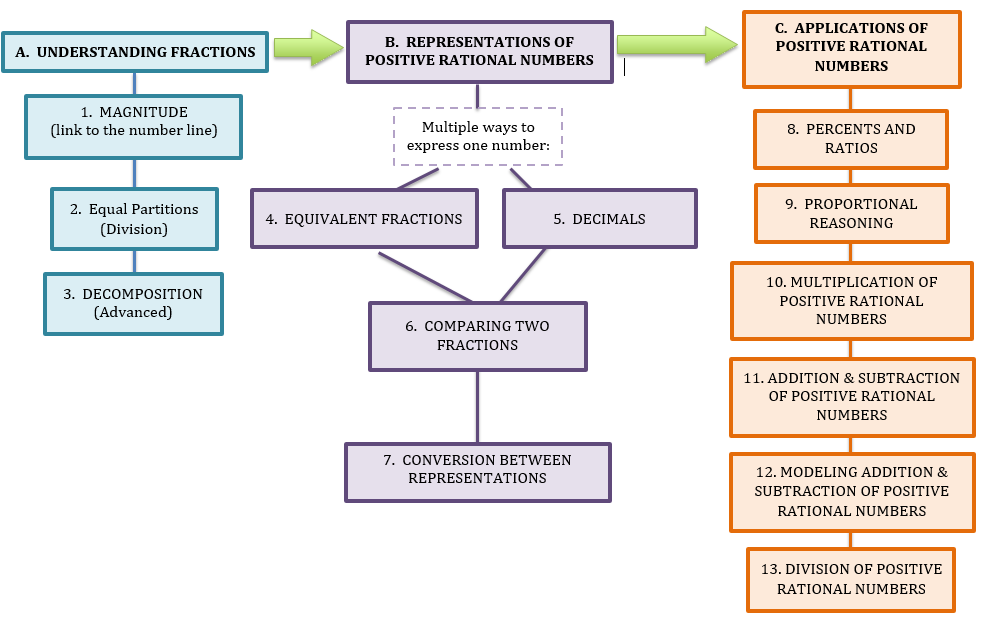 A. UNDERSTANDING FRACTIONS
1. MAGNITUDE
(link to the number line)
2. Equal Partitions
(Division)
3. DECOMPOSITION
(Advanced)
B. REPRESENTATIONS OF
POSITIVE RATIONAL NUMBERS
Multiple ways to
express one number:
4. EQUIVALENT FRACTIONS
5. DECIMALS
6. COMPARING TWO
FRACTIONS
7. CONVERSION BETWEEN
REPRESENTATIONS
C. APPLICATIONS OF
POSITIVE RATIONAL
NUMBERS
8. PERCENTS AND
RATIOS
9. PROPORTIONAL
REASONING
10. MULTIPLICATION OF
POSITIVE RATIONAL
NUMBERS
11. ADDITION & SUBTRACTION
OF POSITIVE RATIONAL
NUMBERS
12. MODELING ADDITION &
SUBTRACTION OF POSITIVE
RATIONAL NUMBERS
13. DIVISION OF POSITIVE
RATIONAL NUMBERS